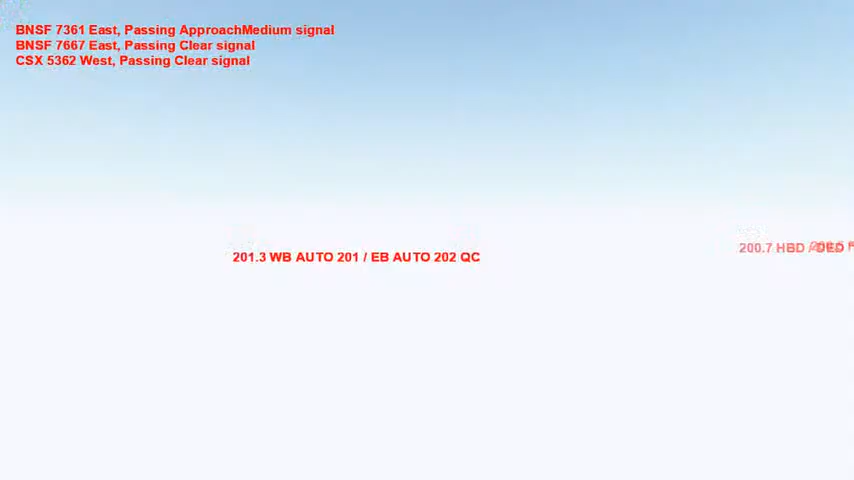 BNSF 7361 East, Passing ApproachMedium signal
BNSF 7667 East, Passing Clear signal
CSX 5362 West, Passing Clear signal
201.3 WB AUTO 201 / EB AUTO 202 QC
200.7 HBD / DED